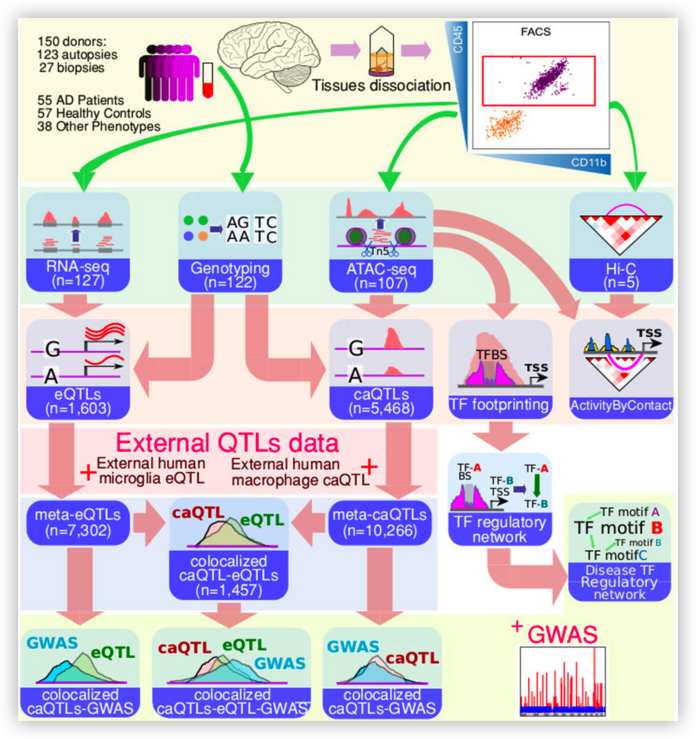 150 donors:
123 autopsies
27 biopsies
55 AD Patients
57 Healthy Controls
38 Other Phenotypes
Tissues dissociation
CD45
FACS
CD11b
RNA-seq
(n=127)
AG TC
AA TC
Genotyping
(n=122)
Tn5
ATAC-seq
(n=107)
Hi-C
(n=5)
G
A
eQTLs
(n=1,603)
G
A
caQTLs
(n=5,468)
TFBS
TSS
TF footprinting
TSS
ActivityByContact
External QTLs data
+ External human
microglia eQTL
External human +
macrophage caQTL
TF-A
BS
TF-B
TSS
TF-A
TF-B
TF regulatory
network
meta-eQTLs
(n=7,302)
caQTL
eQTL
colocalized
caQTL-eQTLs
(n=1,457)
meta-caQTLs
(n=10,266)
TF motif A
TF motif B
TF motif B
TF motifC
Disease TF
Regulatory
network
GWAS
eQTL
colocalized
caQTLs-GWAS
caQTL
eQTL
GWAS
colocalized
caQTLs-eQTL-GWAS
GWAS
caQTL
colocalized
caQTLs-GWAS
+ GWAS